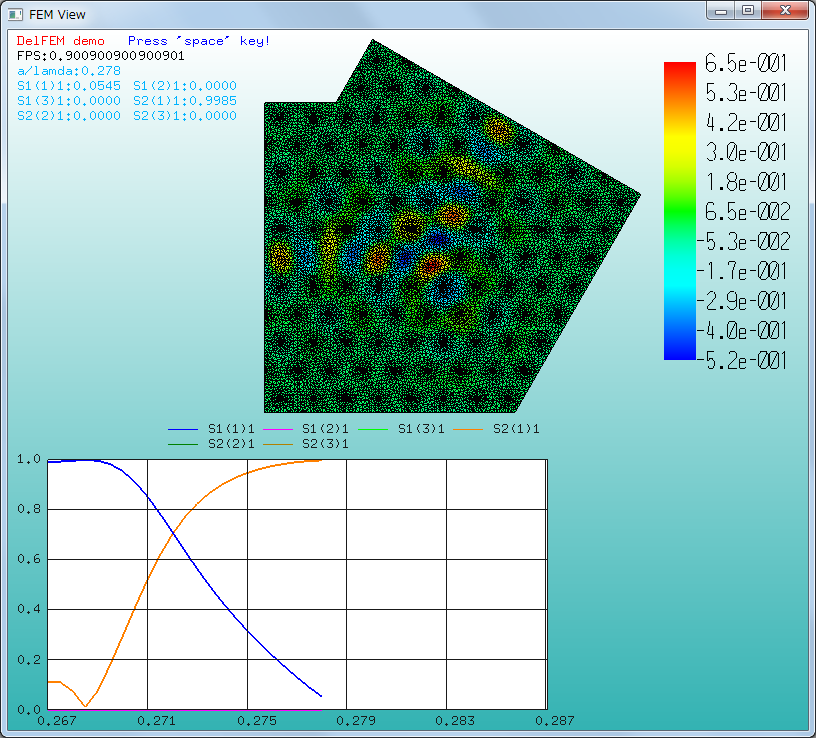 FEM View
DelFEM demo   Press 'space' key!
FPS:0.900900900900901
a/lamda:0.278
S1(1)1:0.0545  S1(2)1:0.0000
S1(3)1:0.0000  S2(1)1:0.9985
S2(2)1:0.0000  S2(3)1:0.0000
6.5e-001
5.3e-001
4.2e-001
3.0e-001
1.8e-001
6.5e-002
-5.3e-002
-1.7e-001
-2.9e-001
-4.0e-001
-5.2e-001
S1(1)1  S1(2)1  S1(3)1  S2(1)1
S2(2)1  S2(3)1
1.0
0.8
0.6
0.4
0.2
0.0
0.267  0.271  0.275  0.279  0.283  0.287